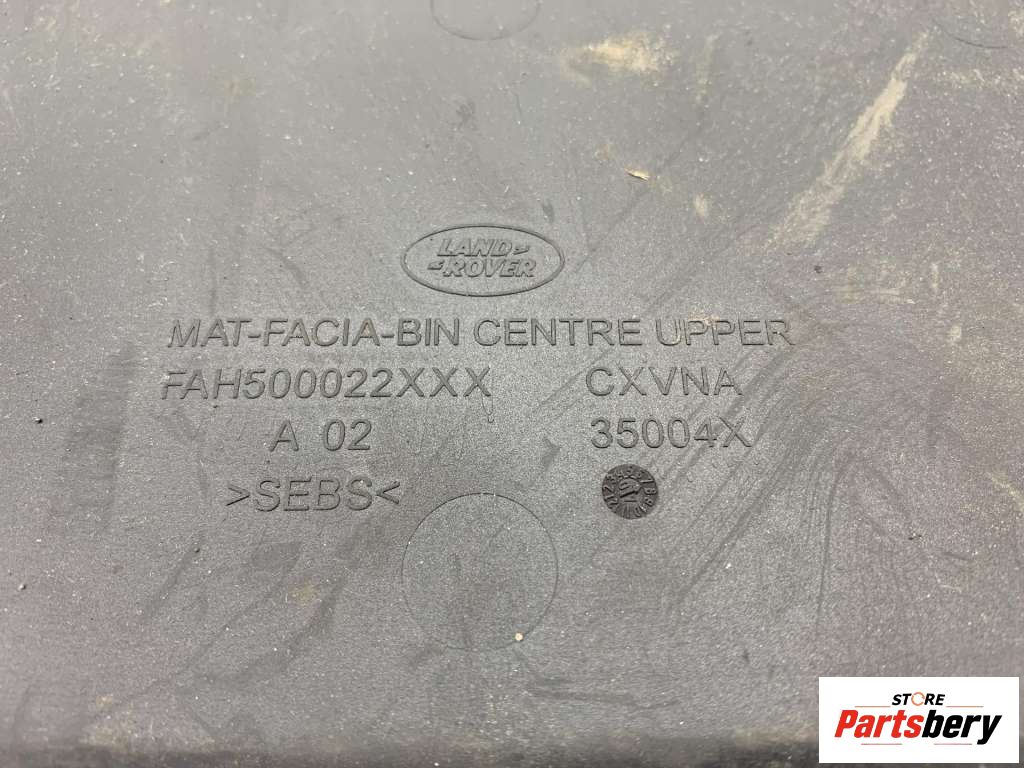 LAND
ROVER
MAT-FACIA-BIN CENTRE UPPER
FAH500022XXX CXVNA
A 02 35004X
>SEBS<
STORE
Partsbery